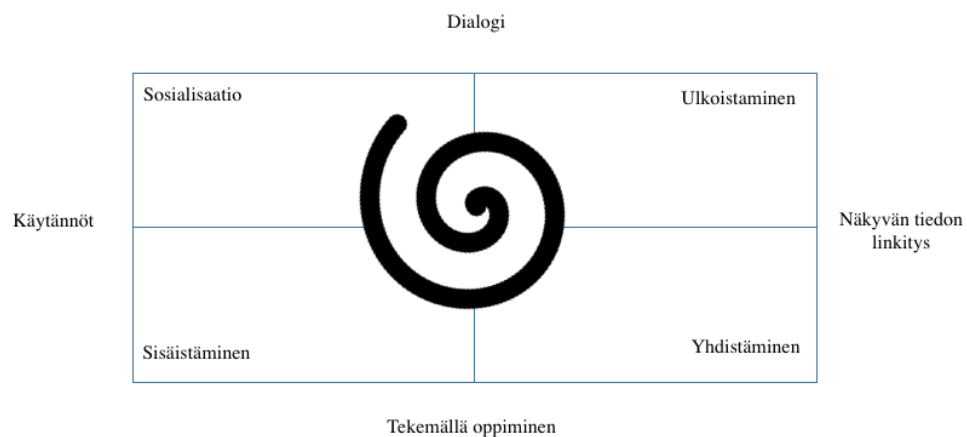 Dialogi
Sosialisaatio
Ulkoistaminen
Käytännöt
Näkyvän tiedon
linkitys
Sisäistäminen
Yhdistäminen
Tekemällä oppiminen